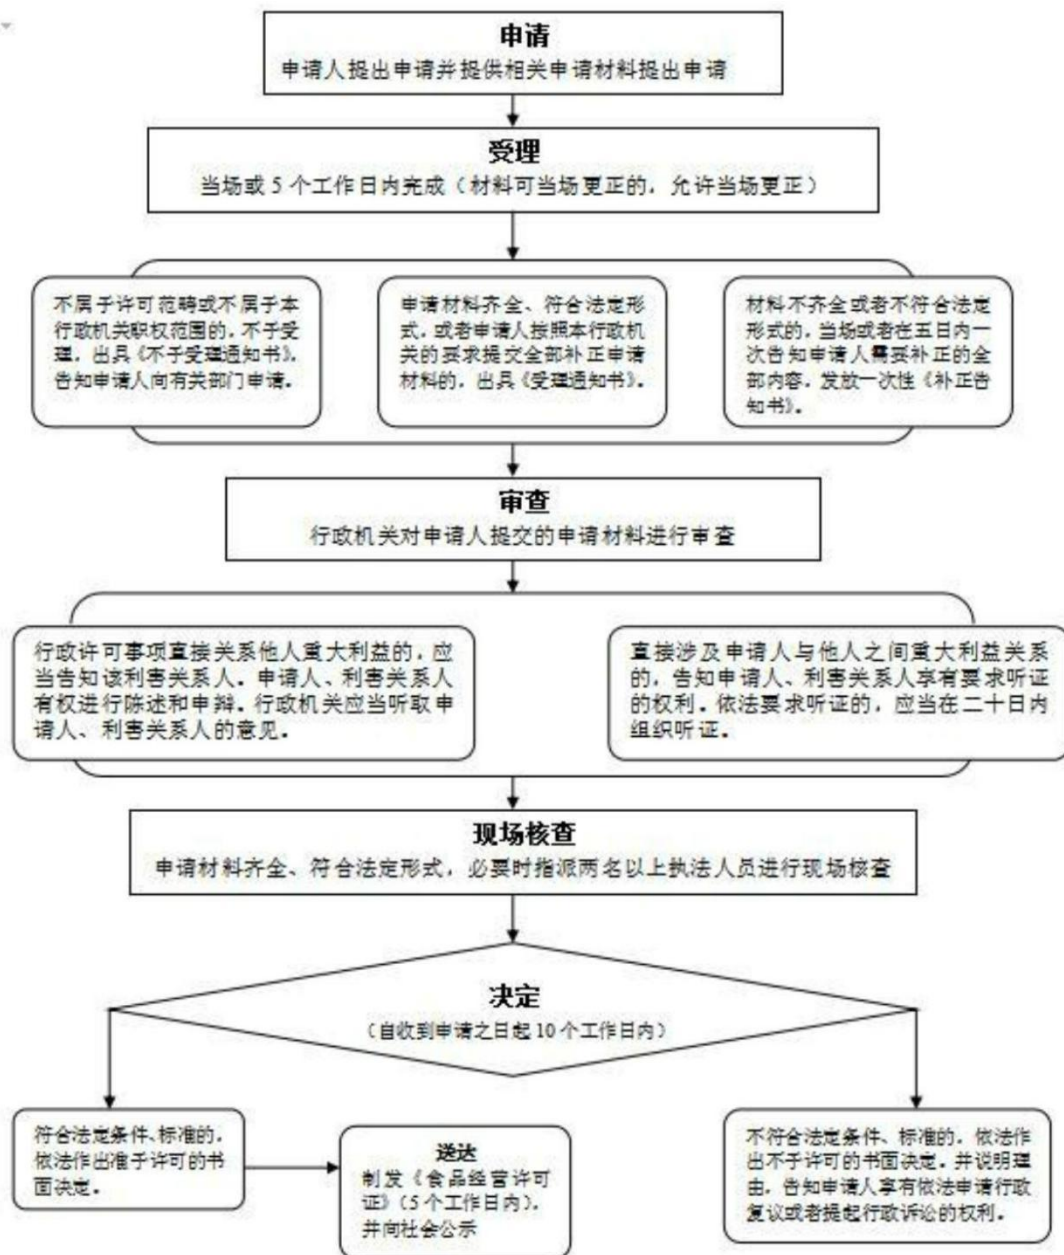 申请
申请人提出申请并提供相关申请材料提出申请
受理
当场或 5 个工作日内完成（材料可当场更正的，允许当场更正）
不属于许可范畴或不属于本
行政机关职权范围的，不予受
理，出具《不予受理通知书》，
告知申请人向有关部门申请。
申请材料齐全、符合法定形
式，或者申请人按照本行政机
关的要求提交全部补正申请
材料的，出具《受理通知书》。
材料不齐全或者不符合法定
形式的，当场或者在五日内一
次告知申请人需要补正的全
部内容，发放一次性《补正告
知书》。
审查
行政机关对申请人提交的申请材料进行审查
行政许可事项直接关系他人重大利益的，应
当告知该利害关系人。申请人、利害关系人
有权进行陈述和申辩。行政机关应当听取申
请人、利害关系人的意见。
直接涉及申请人与他人之间重大利益关系
的，告知申请人、利害关系人享有要求听证
的权利。依法要求听证的，应当在二十日内
组织听证。
现场核查
申请材料齐全、符合法定形式，必要时指派两名以上执法人员进行现场核查
决定
（自收到申请之日起 10 个工作日内）
符合法定条件、标准的，
依法作出准予许可的书
面决定。
送达
制发《食品经营许可
证》（5 个工作日内），
并向社会公示
不符合法定条件、标准的，依法作
出不予许可的书面决定。并说明理
由，告知申请人享有依法申请行政
复议或者提起行政诉讼的权利。